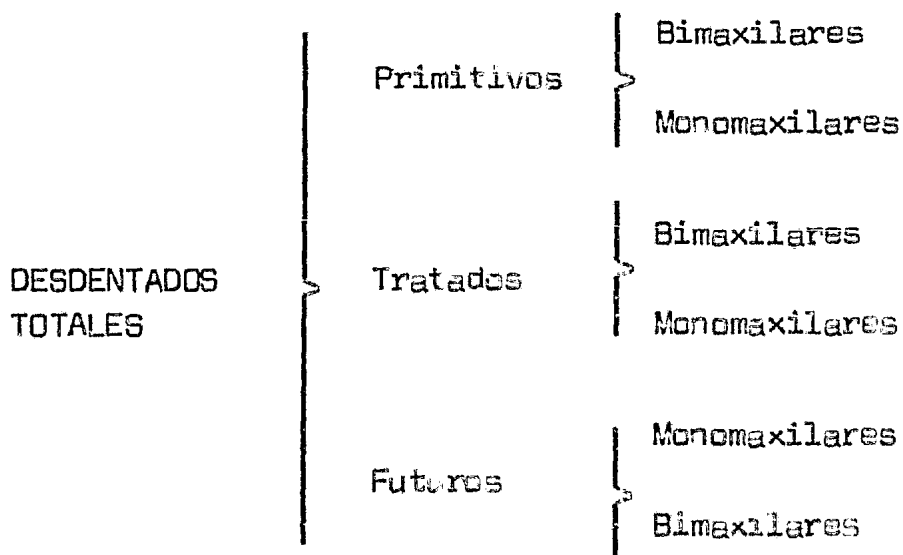 DESDENTADOS
TOTALES
Primitivos
Bimaxilares
Monomaxilares
Tratados
Bimaxilares
Monomaxilares
Futuros
Monomaxilares
Bimaxilares